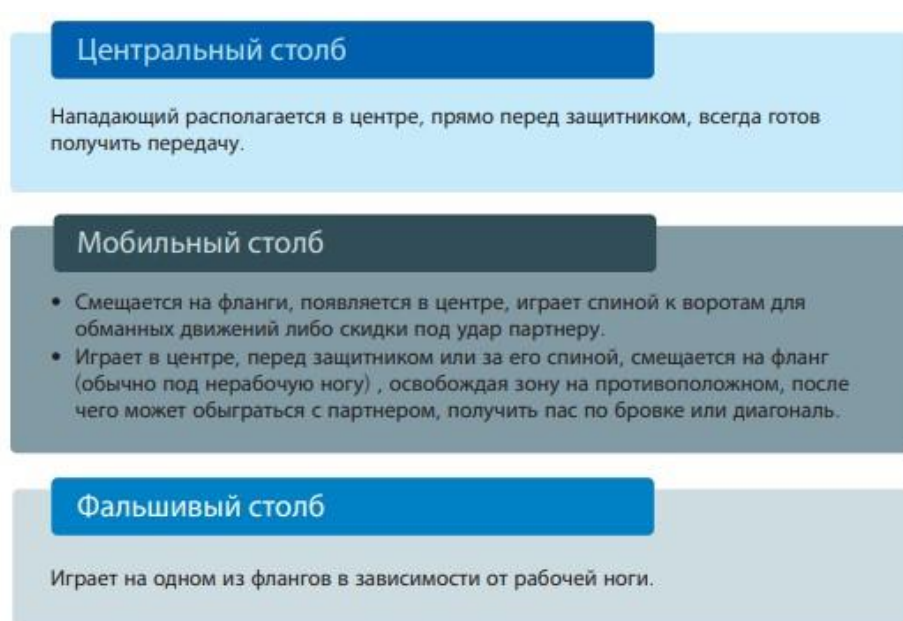 Центральный столб
Нападающий располагается в центре, прямо перед защитником, всегда готов
получить передачу.
Мобильный столб
• Смещается на фланги, появляется в центре, играет спиной к воротам для
обманных движений либо скидки под удар партнеру.
• Играет в центре, перед защитником или за его спиной, смещается на фланг
(обычно под нерабочую ногу) , освобождая зону на противоположном, после
чего может обыграться с партнером, получить пас по бровке или диагональ.
Фальшивый столб
Играет на одном из флангов в зависимости от рабочей ноги.